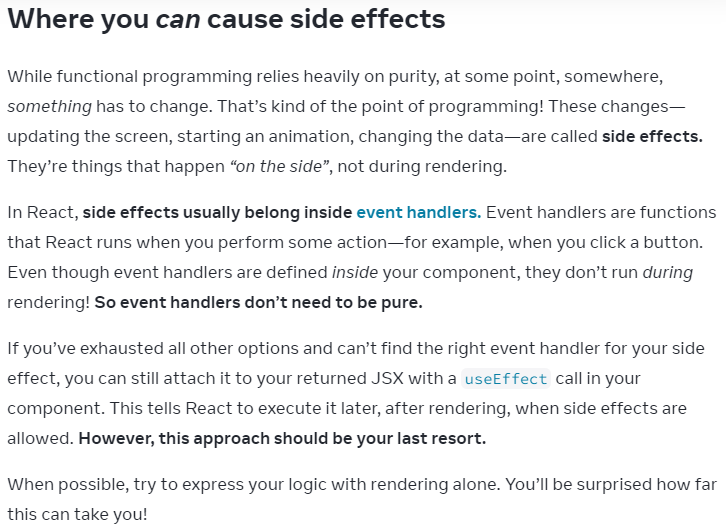 Where you can cause side effects
While functional programming relies heavily on purity, at some point, somewhere,
something has to change. That’s kind of the point of programming! These changes—
updating the screen, starting an animation, changing the data—are called side effects.
They’re things that happen “on the side”, not during rendering.
In React, side effects usually belong inside event handlers. Event handlers are functions
that React runs when you perform some action—for example, when you click a button.
Even though event handlers are defined inside your component, they don’t run during
rendering! So event handlers don’t need to be pure.
If you’ve exhausted all other options and can’t find the right event handler for your side
effect, you can still attach it to your returned JSX with a useEffect call in your
component. This tells React to execute it later, after rendering, when side effects are
allowed. However, this approach should be your last resort.
When possible, try to express your logic with rendering alone. You’ll be surprised how far
this can take you!